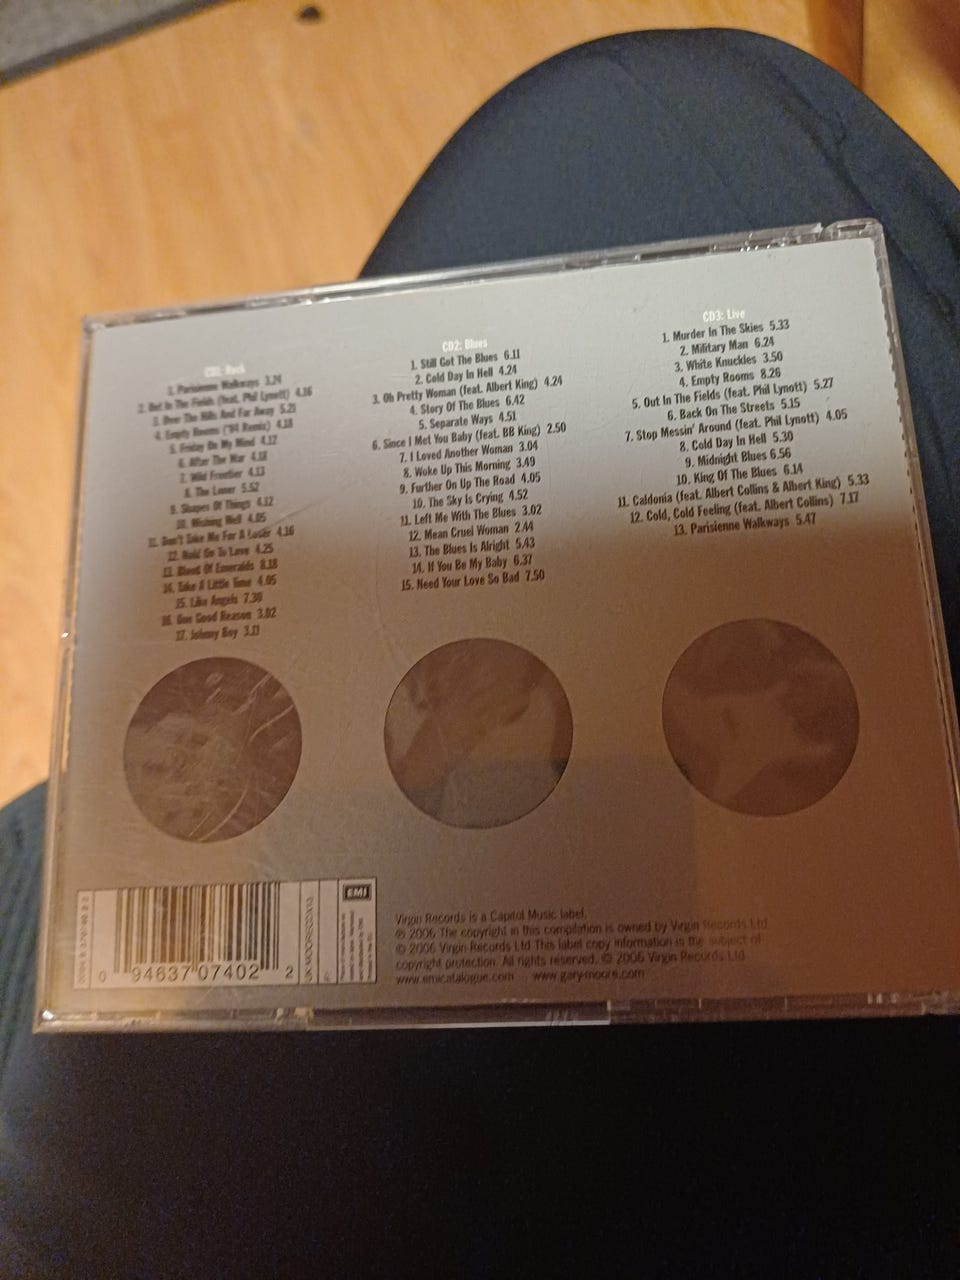 CD1: Rock
1. Parisienne Walkways 3.24
2. Out In The Fields (feat. Phil Lynott) 4.16
3. Over The Hills And Far Away 5.21
4. Empty Rooms ('84 Remix) 4.18
5. Friday On My Mind 4.12
6. After The War 4.18
7. Wild Frontier 4.13
8. The Loner 5.52
9. Shapes Of Things 4.12
10. Wishing Well 4.05
11. Don't Take Me For A Loser 4.16
12. Hold On To Love 4.25
13. Blood Of Emeralds 8.18
14. Take A Little Time 4.05
15. Like Angels 7.30
16. One Good Reason 3.02
17. Johnny Boy 3.11
CD2: Blues
1. Still Got The Blues 6.11
2. Cold Day In Hell 4.24
3. Oh Pretty Woman (feat. Albert King) 4.24
4. Story Of The Blues 6.42
5. Separate Ways 4.51
6. Since I Met You Baby (feat. BB King) 2.50
7. I Loved Another Woman 3.04
8. Woke Up This Morning 3.49
9. Further On Up The Road 4.05
10. The Sky Is Crying 4.52
11. Left Me With The Blues 3.02
12. Mean Cruel Woman 2.44
13. The Blues Is Alright 5.43
14. If You Be My Baby 6.37
15. Need Your Love So Bad 7.50
CD3: Live
1. Murder In The Skies 5.33
2. Military Man 6.24
3. White Knuckles 3.50
4. Empty Rooms 8.26
5. Out In The Fields (feat. Phil Lynott) 5.27
6. Back On The Streets 5.15
7. Stop Messin' Around (feat. Phil Lynott) 4.05
8. Cold Day In Hell 5.30
9. Midnight Blues 6.56
10. King Of The Blues 6.14
11. Caldonia (feat. Albert Collins & Albert King) 5.33
12. Cold, Cold Feeling (feat. Albert Collins) 7.17
13. Parisienne Walkways 5.47
0 94637 07402 2
EMI
Virgin Records is a Capitol Music label.
℗ 2006 The copyright in this compilation is owned by Virgin Records Ltd
© 2006 Virgin Records Ltd This label copy information is the subject of
copyright protection. All rights reserved. © 2006 Virgin Records Ltd
www.emicatalogue.com www.gary-moore.com